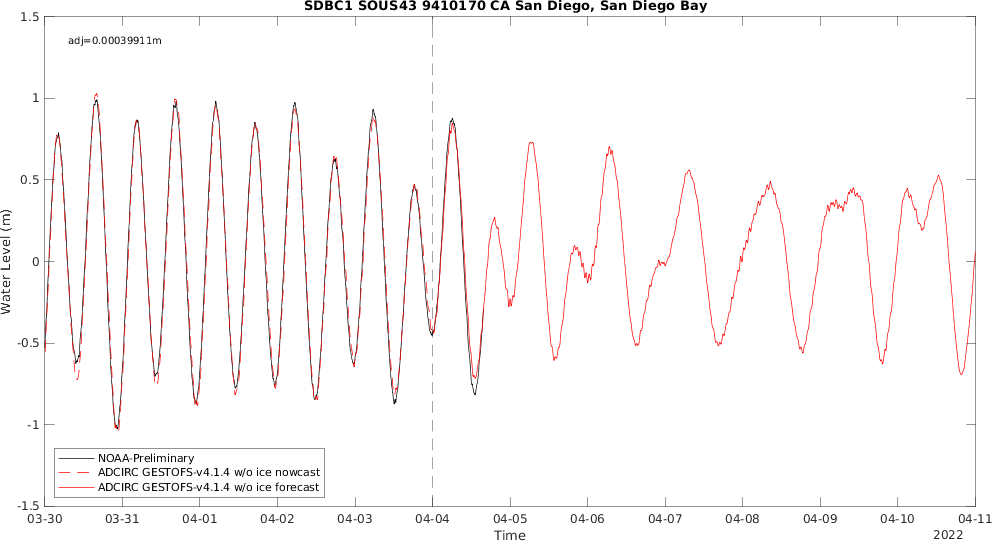 SDBC1 SOUS43 9410170 CA San Diego, San Diego Bay
adj=0.00039911m
1.5
1
0.5
0
-0.5
-1
-1.5
Water Level (m)
NOAA-Preliminary
ADCIRC GESTOFS-v4.1.4 w/o ice nowcast
ADCIRC GESTOFS-v4.1.4 w/o ice forecast
03-30 03-31 04-01 04-02 04-03 04-04 04-05 04-06 04-07 04-08 04-09 04-10 04-11
Time
2022